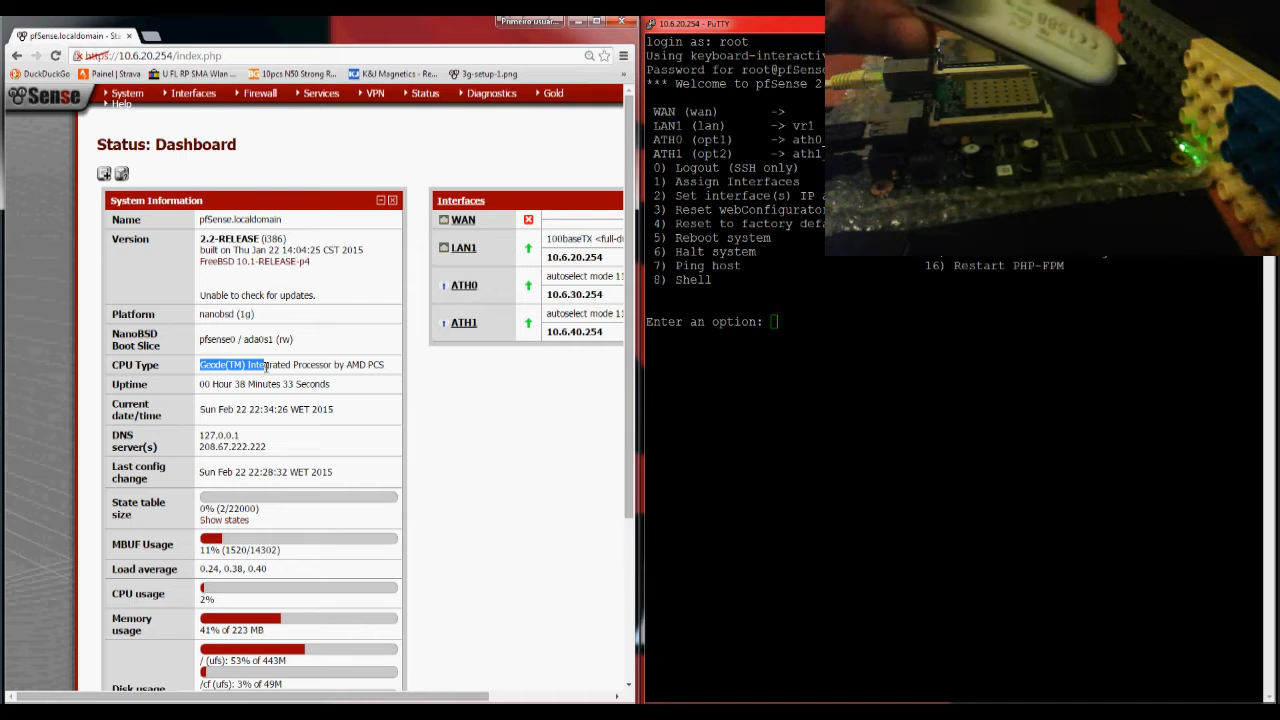 Primeiro usuár...
pfSense.localdomain - Sta
https://10.6.20.254/index.php
DuckDuckGo
Painel | Strava
U FL RP SMA Wlan ...
10pcs N50 Strong R...
K&J Magnetics - Re...
3g-setup-1.png
»
Sense
System
Interfaces
Firewall
Services
VPN
Status
Diagnostics
Gold
Help
Status: Dashboard
System Information
Name
pfSense.localdomain
Version
2.2-RELEASE (i386)
built on Thu Jan 22 14:04:25 CST 2015
FreeBSD 10.1-RELEASE-p4
Unable to check for updates.
Platform
nanobsd (1g)
NanoBSD
Boot Slice
pfsense0 / ada0s1 (rw)
CPU Type
Geode(TM) Integrated Processor by AMD PCS
Uptime
00 Hour 38 Minutes 33 Seconds
Current
date/time
Sun Feb 22 22:34:26 WET 2015
DNS
server(s)
127.0.0.1
208.67.222.222
Last config
change
Sun Feb 22 22:28:32 WET 2015
State table
size
0% (2/22000)
Show states
MBUF Usage
11% (1520/14302)
Load average
0.24, 0.38, 0.40
CPU usage
2%
Memory
usage
41% of 223 MB
Disk usage
/ (ufs): 53% of 443M
/cf (ufs): 3% of 49M
Interfaces
WAN
LAN1
100baseTX <full-du
10.6.20.254
ATH0
autoselect mode 11
10.6.30.254
ATH1
autoselect mode 11
10.6.40.254
10.6.20.254 - PuTTY
login as: root
Using keyboard-interactiv
Password for root@pfSense
*** Welcome to pfSense 2.
WAN (wan) ->
LAN1 (lan) -> vr1
ATH0 (opt1) -> ath0_
ATH1 (opt2) -> ath1_
0) Logout (SSH only)
1) Assign Interfaces
2) Set interface(s) IP a
3) Reset webConfigurato
4) Reset to factory defa
5) Reboot system
6) Halt system
7) Ping host 16) Restart PHP-FPM
8) Shell
Enter an option: